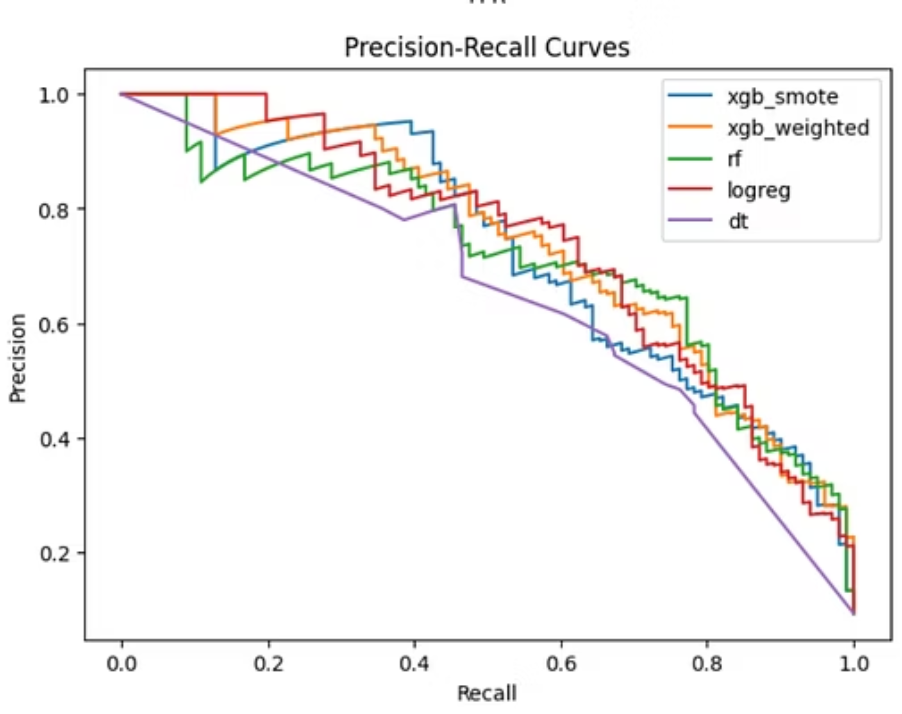 Precision-Recall Curves
xgb_smote
xgb_weighted
rf
logreg
dt
Precision
1.0
0.8
0.6
0.4
0.2
0.0 0.2 0.4 0.6 0.8 1.0
Recall